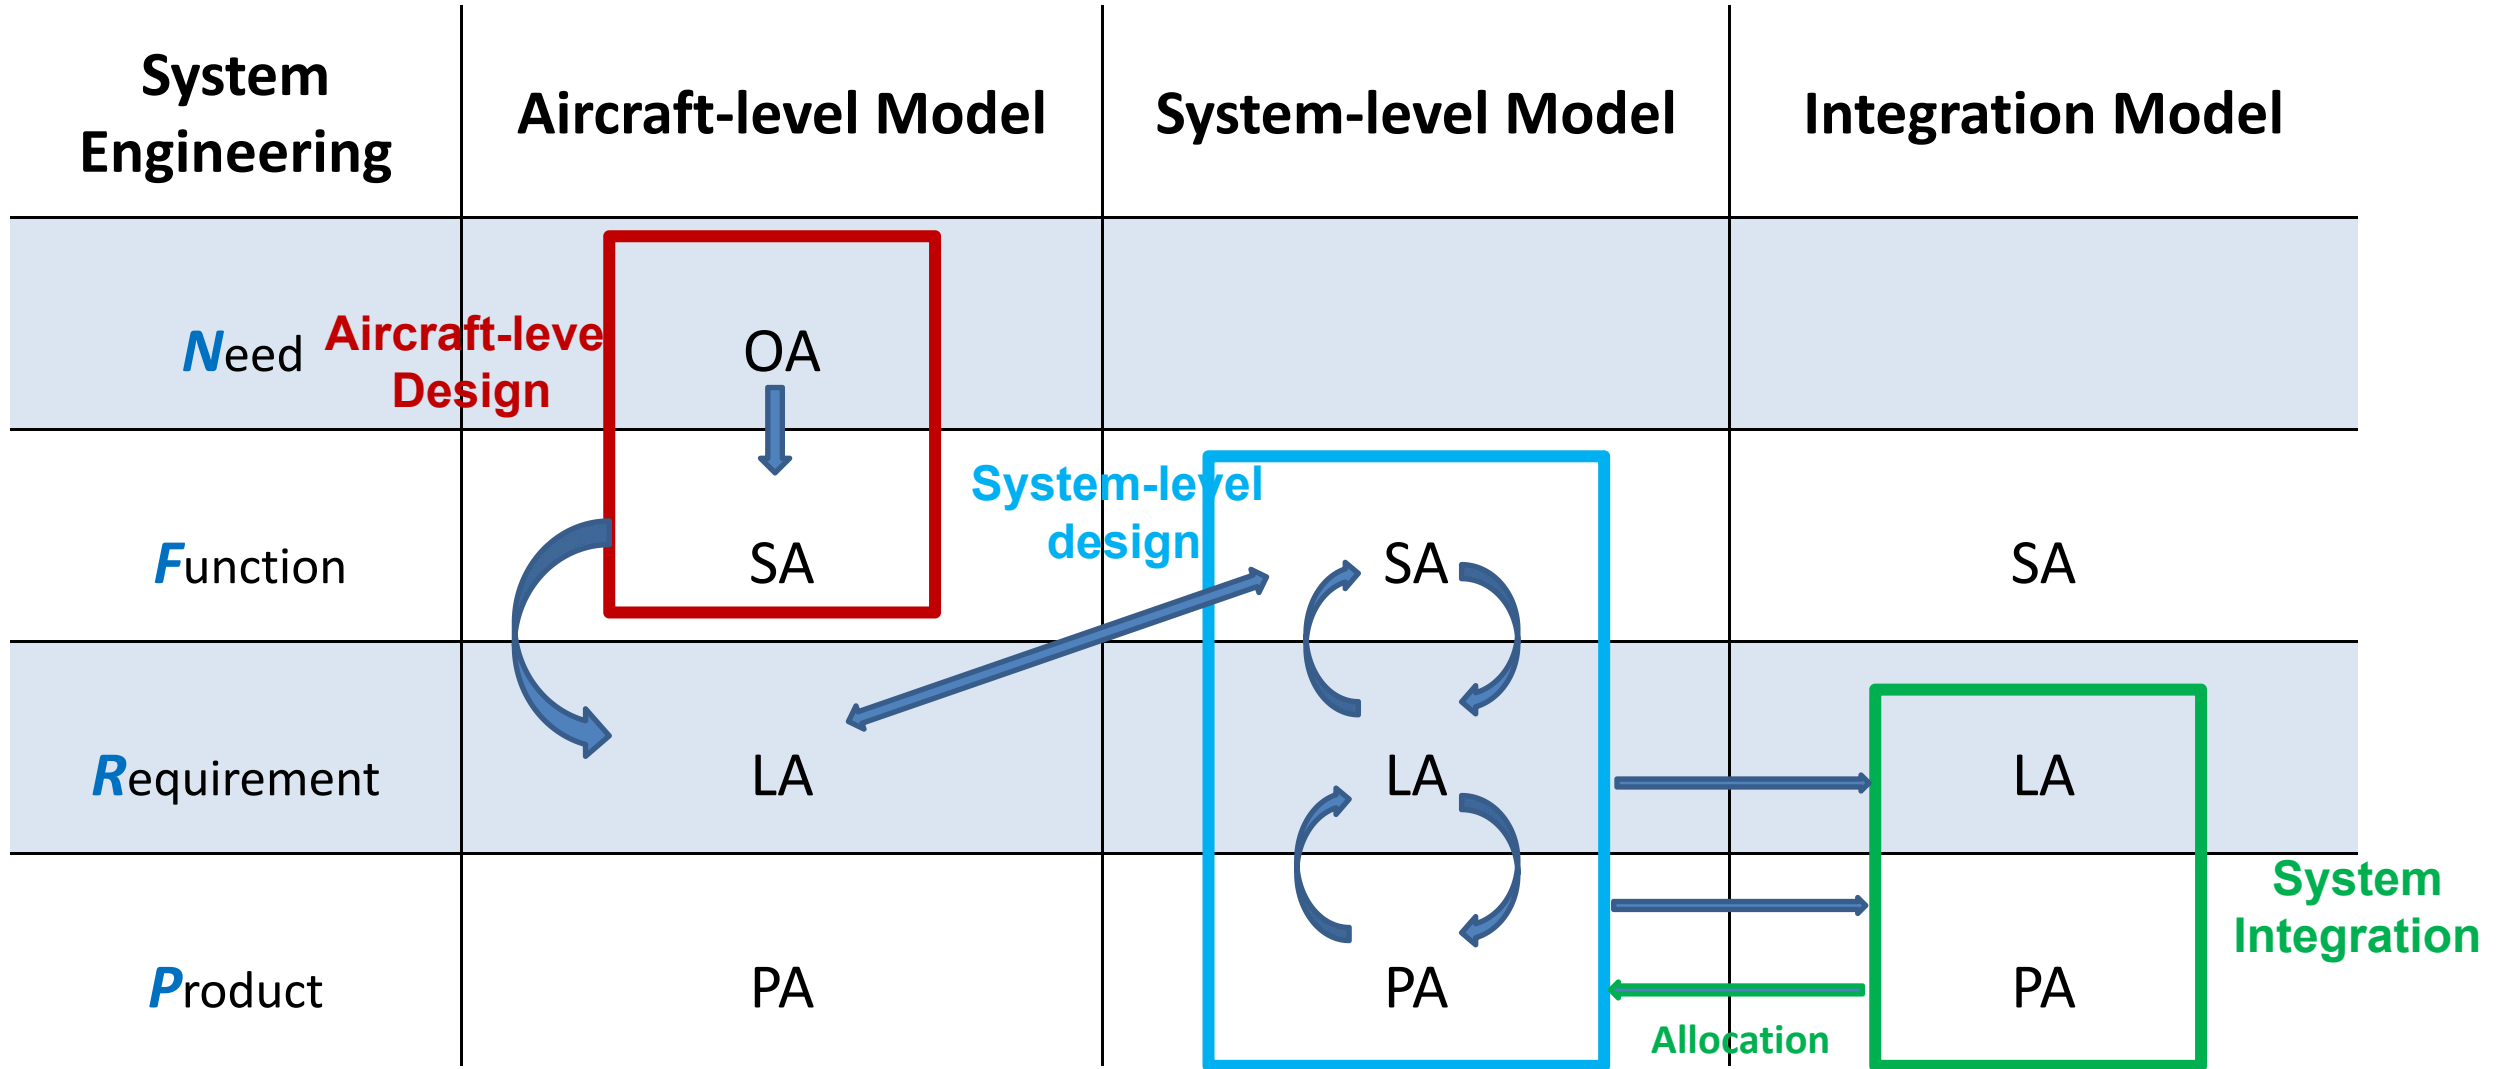 System
Engineering
Aircraft-level Model
System-level Model
Integration Model
Need
Aircraft-leve
Design
OA
Function
SA
System-level
design
SA
SA
Requirement
LA
LA
LA
Product
PA
PA
PA
System
Integration
Allocation